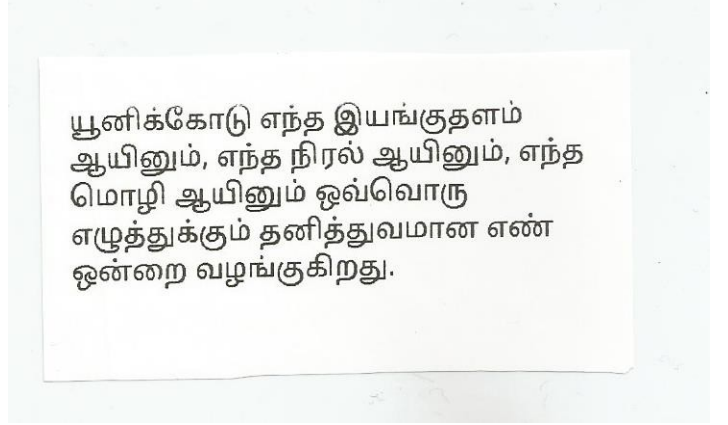 யூனிக்கோடு எந்த இயங்குதளம்
ஆயினும், எந்த நிரல் ஆயினும், எந்த
மொழி ஆயினும் ஒவ்வொரு
எழுத்துக்கும் தனித்துவமான எண்
ஒன்றை வழங்குகிறது.